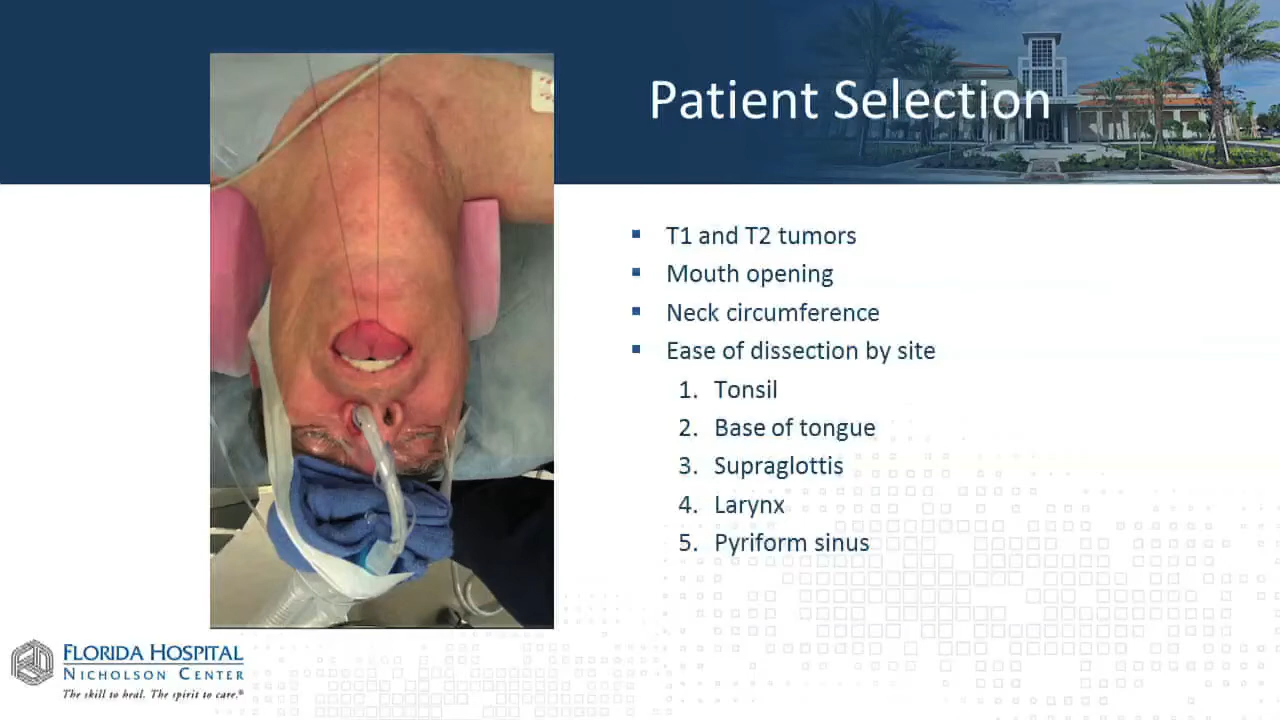 Patient Selection
▪ T1 and T2 tumors
▪ Mouth opening
▪ Neck circumference
▪ Ease of dissection by site
1. Tonsil
2. Base of tongue
3. Supraglottis
4. Larynx
5. Pyriform sinus
FLORIDA HOSPITAL
NICHOLSON CENTER
The skill to heal. The spirit to care.®